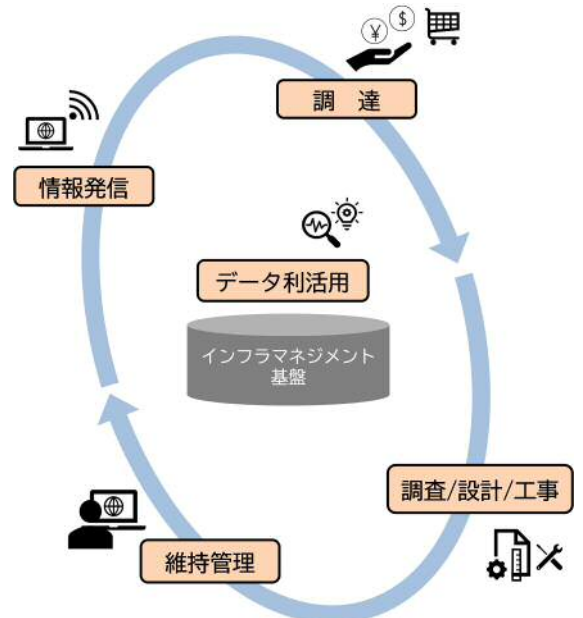 ¥ $
調 達
情報発信
データ利活用
インフラマネジメント
基盤
調査/設計/工事
維持管理